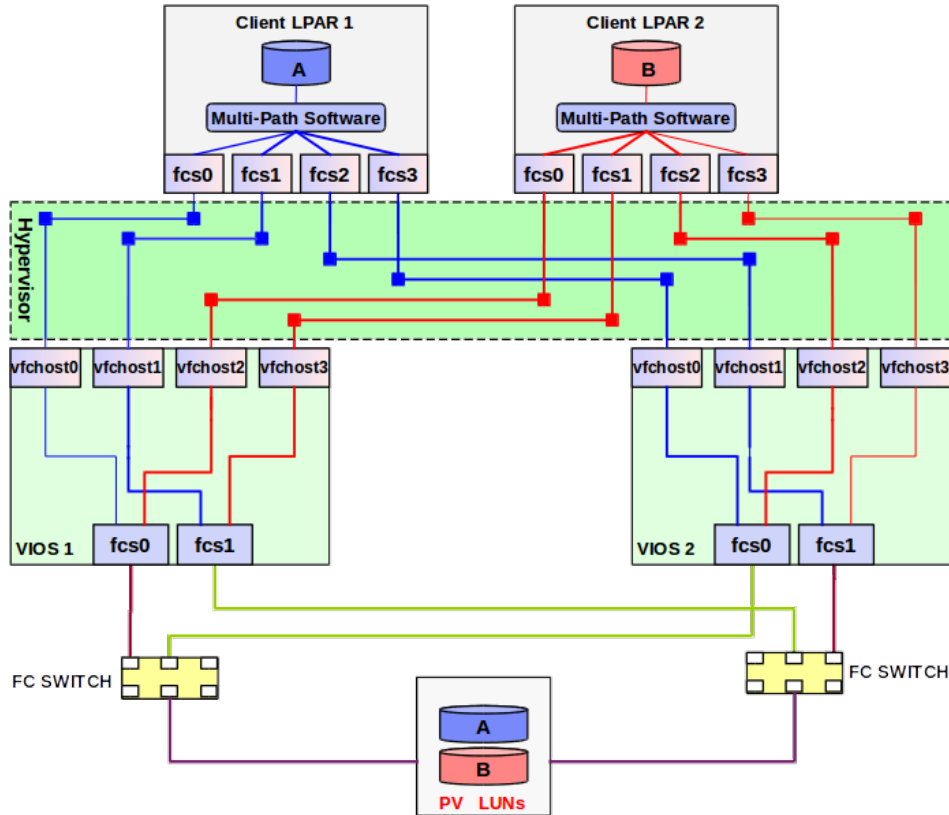 Client LPAR 1
Client LPAR 2
A
B
Multi-Path Software
Multi-Path Software
fcs0
fcs1
fcs2
fcs3
fcs0
fcs1
fcs2
fcs3
Hypervisor
vfchost0
vfchost1
vfchost2
vfchost3
vfchost0
vfchost1
vfchost2
vfchost3
VIOS 1
fcs0
fcs1
VIOS 2
fcs0
fcs1
FC SWITCH
FC SWITCH
A
B
PV LUNs